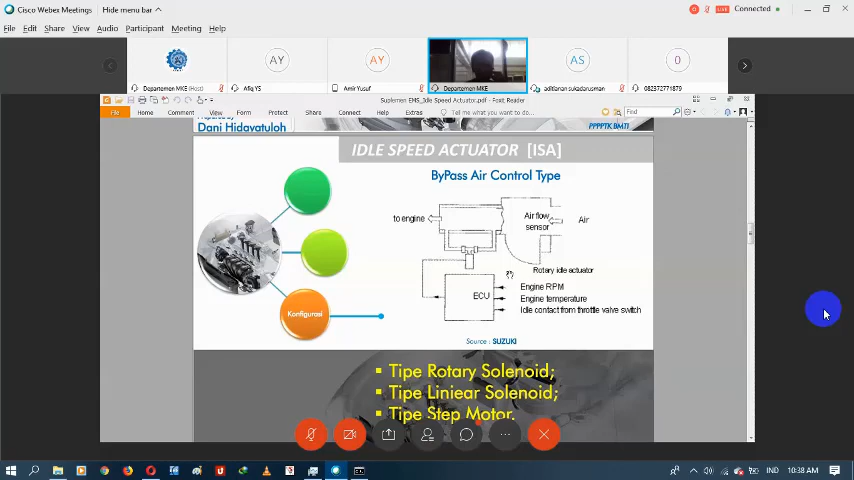 Cisco Webex Meetings
Hide menu bar
Connected
LIVE
File Edit Share View Audio Participant Meeting Help
AY
AY
AS
0
Departemen MKE (Host)
Afiq YS
Amir Yusuf
Departemen MKE
aditiaran sukadarusman
082372771879
Suplemen ENS_Idle Speed Actuator.pdf - Foxit Reader
File Home Comment View Form Protect Share Connect Help Extras
Tell me what you want to do...
Find
Dani Hidayatuloh
PPPPTK BMTI
IDLE SPEED ACTUATOR [ISA]
ByPass Air Control Type
to engine
Air flow
sensor
Air
Rotary idle actuator
ECU
Engine RPM
Engine temperature
Idle contact from throttle valve switch
Konfigurasi
Source : SUZUKI
▪ Tipe Rotary Solenoid;
▪ Tipe Liniear Solenoid;
▪ Tipe Step Motor.
IND
10:38 AM